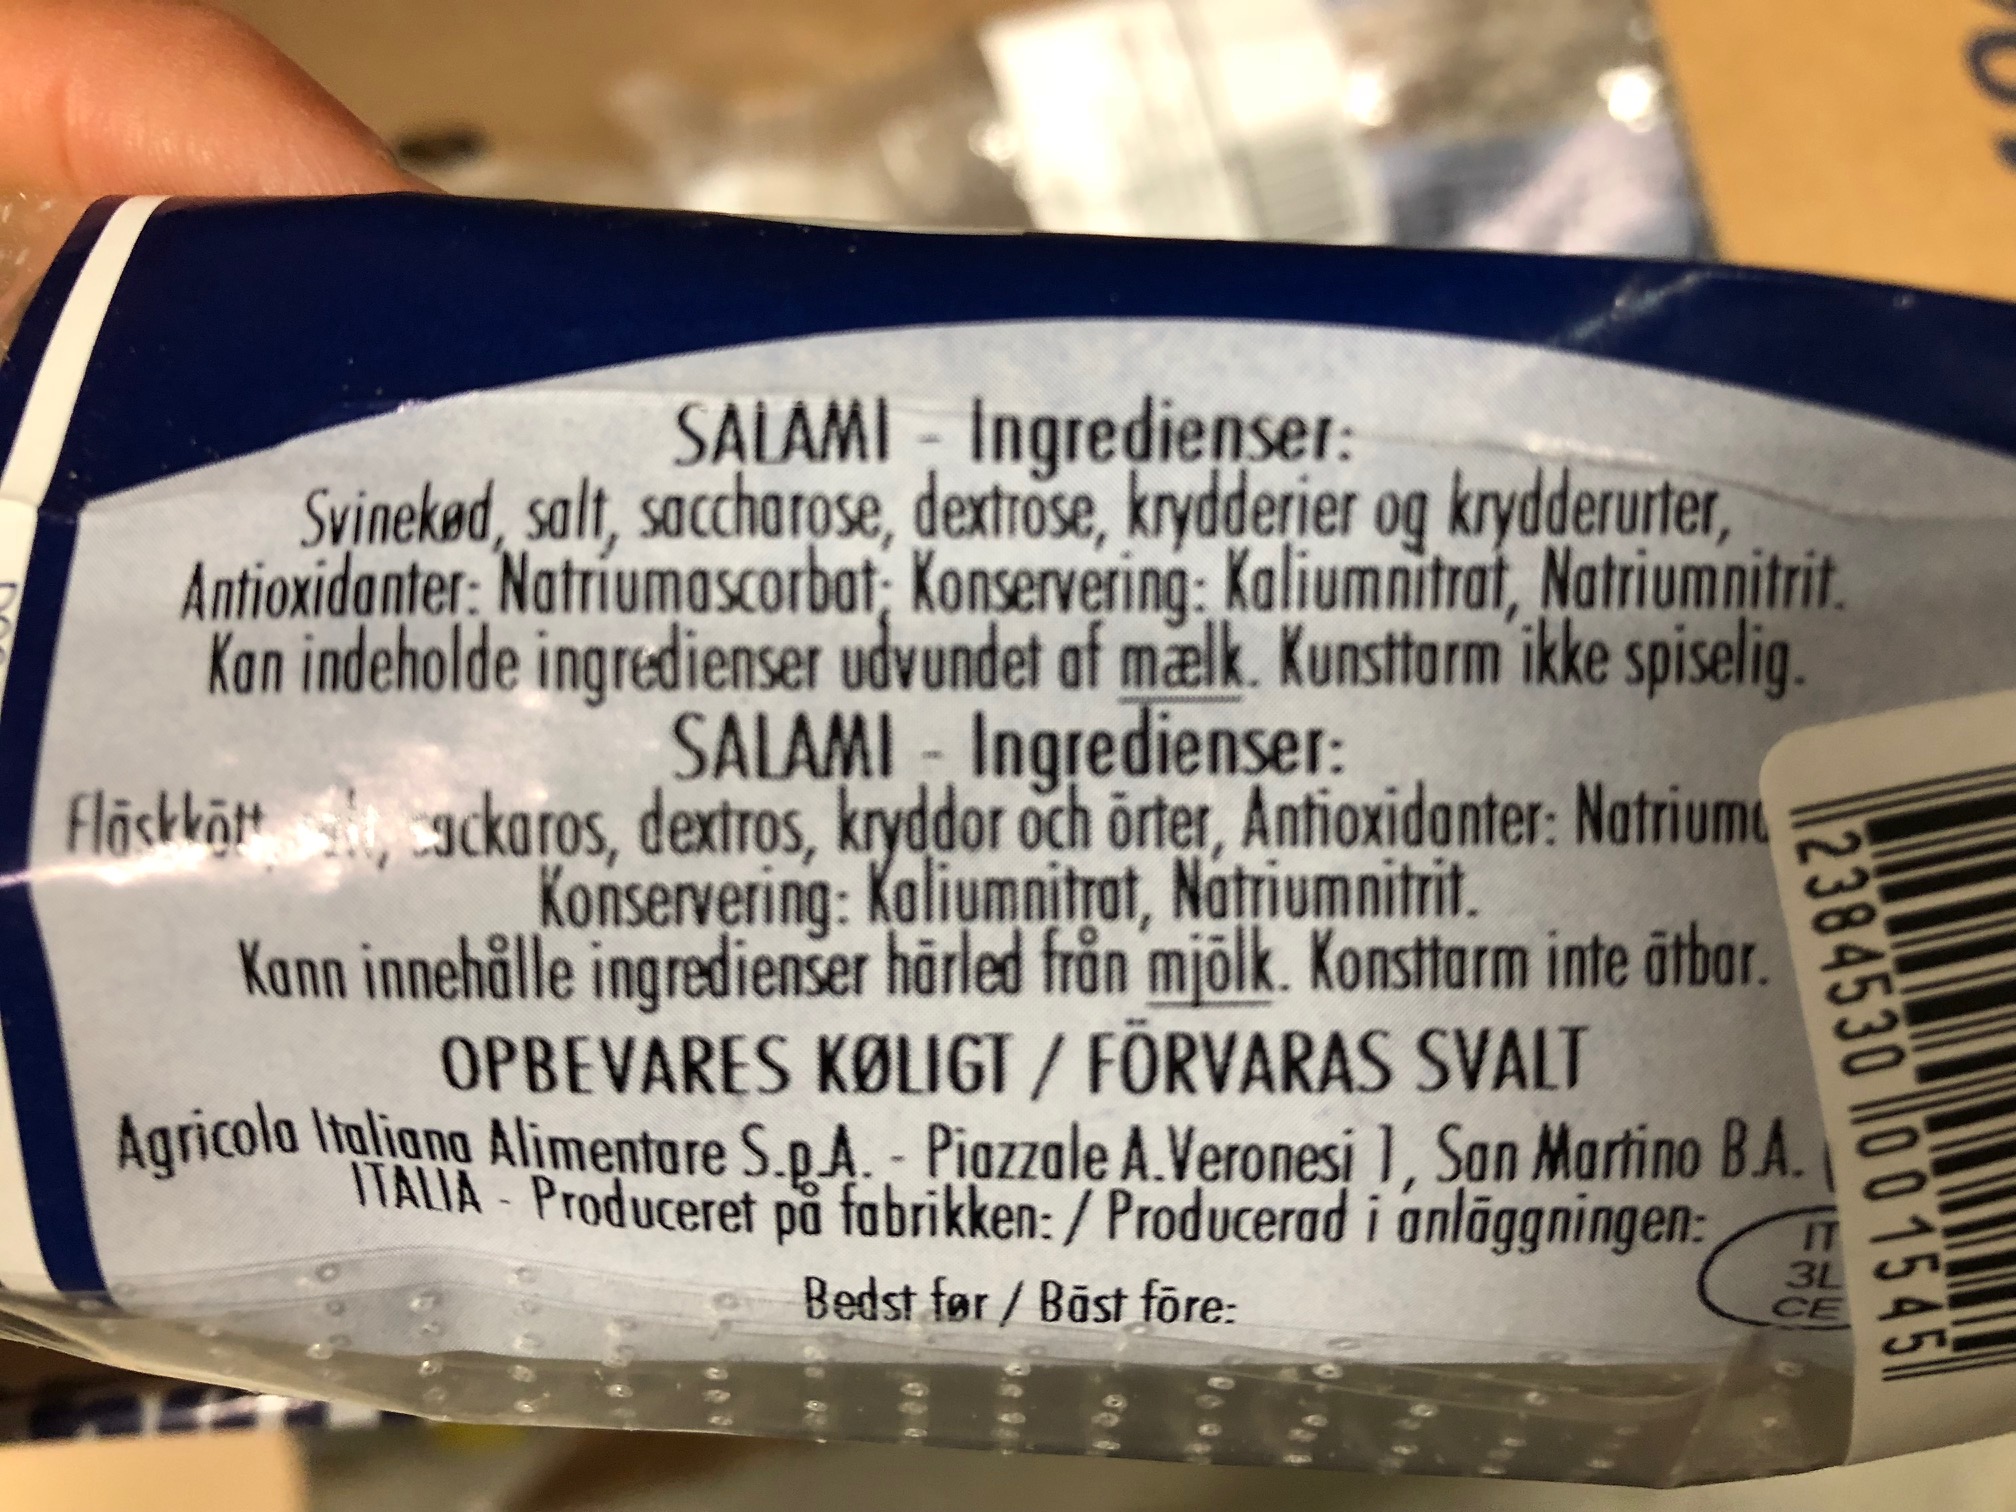 SALAMI - Ingredienser:
Svinekød, salt, saccharose, dextrose, krydderier og krydderurter,
Antioxidanter: Natriumascorbat; Konservering: Kaliumnitrat, Natriumnitrit.
Kan indeholde ingredienser udvundet af mælk. Kunsttarm ikke spiselig.
SALAMI - Ingredienser:
Fläskkött, dextros, kryddor och örter, Antioxidanter:
Konservering: Kaliumnitrat, Natriumnitrit.
Kann innehålle ingredienser härled från mjölk. Konsttarm inte ätbar.
OPBEVARES KØLIGT / FÖRVARAS SVALT
Agricola Italiana Alimentare S.p.A. - Piazzale A.Veronesi 1, San Martino B.A.
ITALIA - Produceret på fabrikken: / Producerad i anläggningen:
IT
3L
CE
Bedst før / Bäst före:
2384530 001545